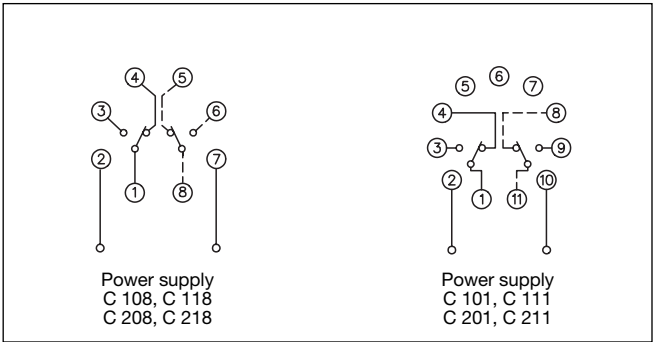 4 5
3 6
2 7
1 8
Power supply
C 108, C 118
C 208, C 218
6
5 7
4 8
3 9
2 10
1 11
Power supply
C 101, C 111
C 201, C 211